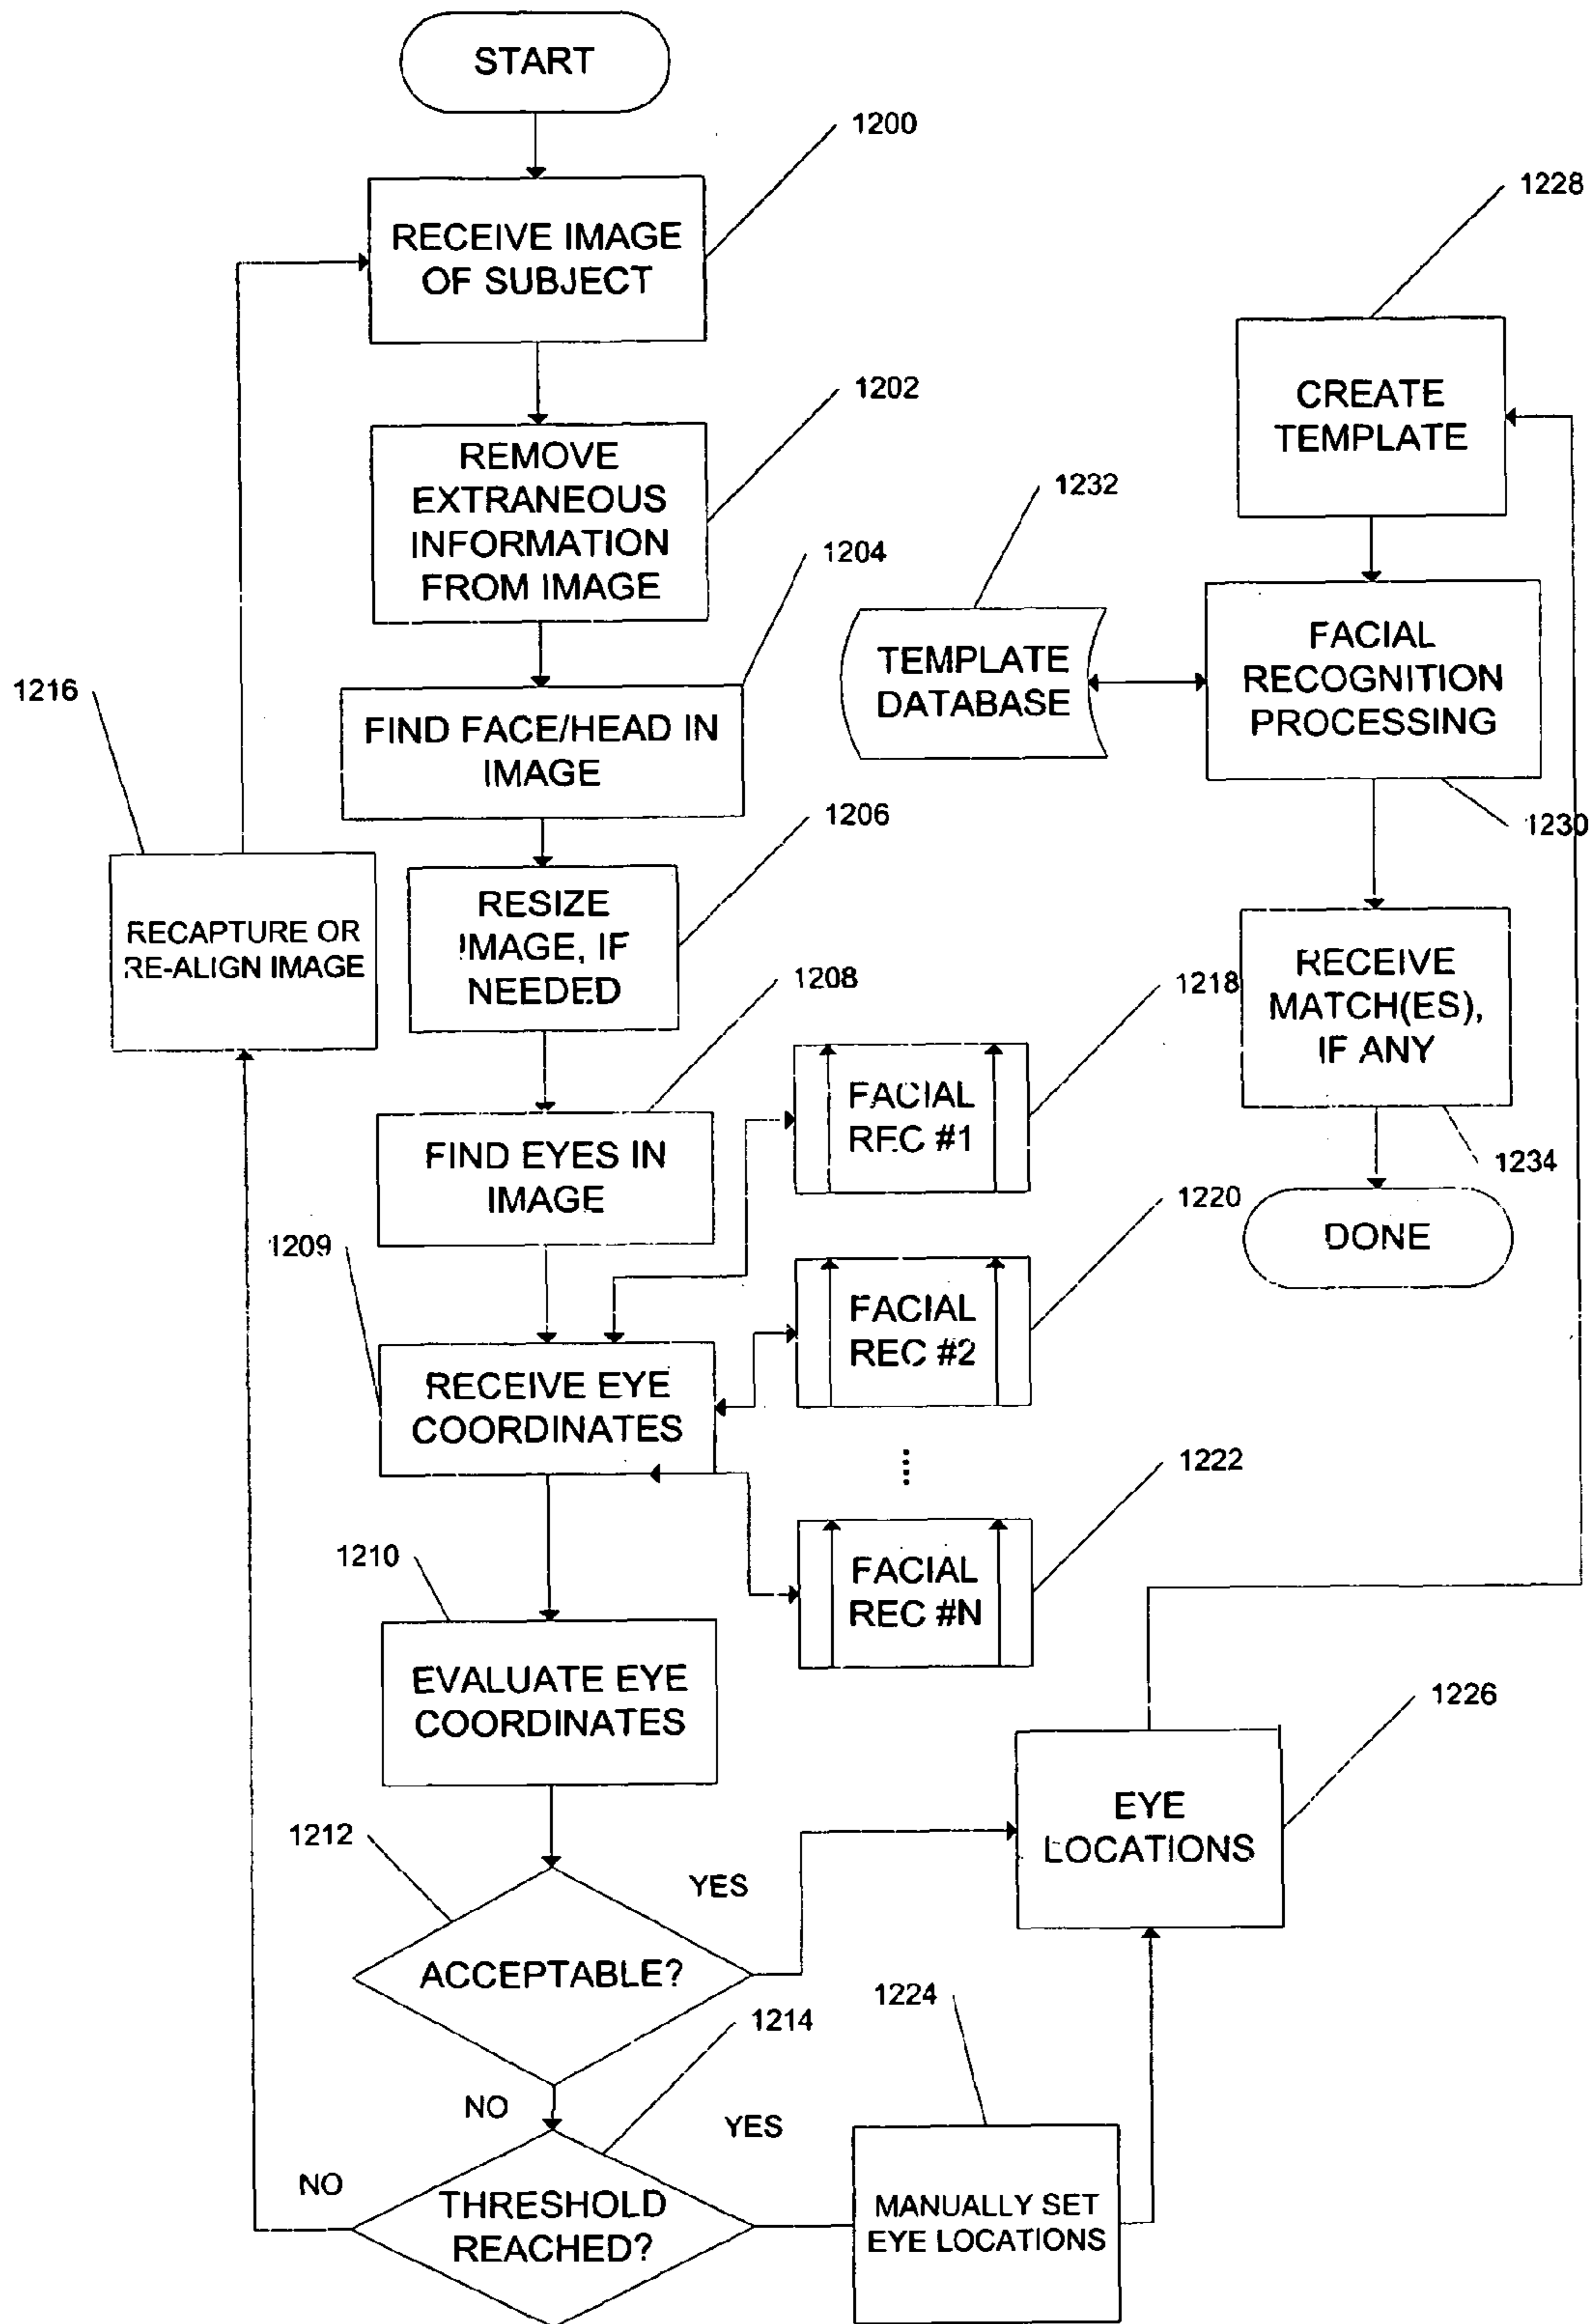 START
1200
RECEIVE IMAGE
OF SUBJECT
1228
1202
REMOVE
EXTRANEOUS
INFORMATION
FROM IMAGE
CREATE
TEMPLATE
1232
1204
1216
FIND FACE/HEAD IN
IMAGE
TEMPLATE
DATABASE
FACIAL
RECOGNITION
PROCESSING
1206
1230
RECAPTURE OR
RE-ALIGN IMAGE
RESIZE
IMAGE, IF
NEEDED
1208
1218
RECEIVE
MATCH(ES),
IF ANY
FIND EYES IN
IMAGE
FACIAL
REC #1
1234
1209
1220
DONE
RECEIVE EYE
COORDINATES
FACIAL
REC #2
....
1222
1210
FACIAL
REC #N
EVALUATE EYE
COORDINATES
1226
EYE
LOCATIONS
1212
YES
ACCEPTABLE?
1224
1214
NO
YES
NO
THRESHOLD
REACHED?
MANUALLY SET
EYE LOCATIONS